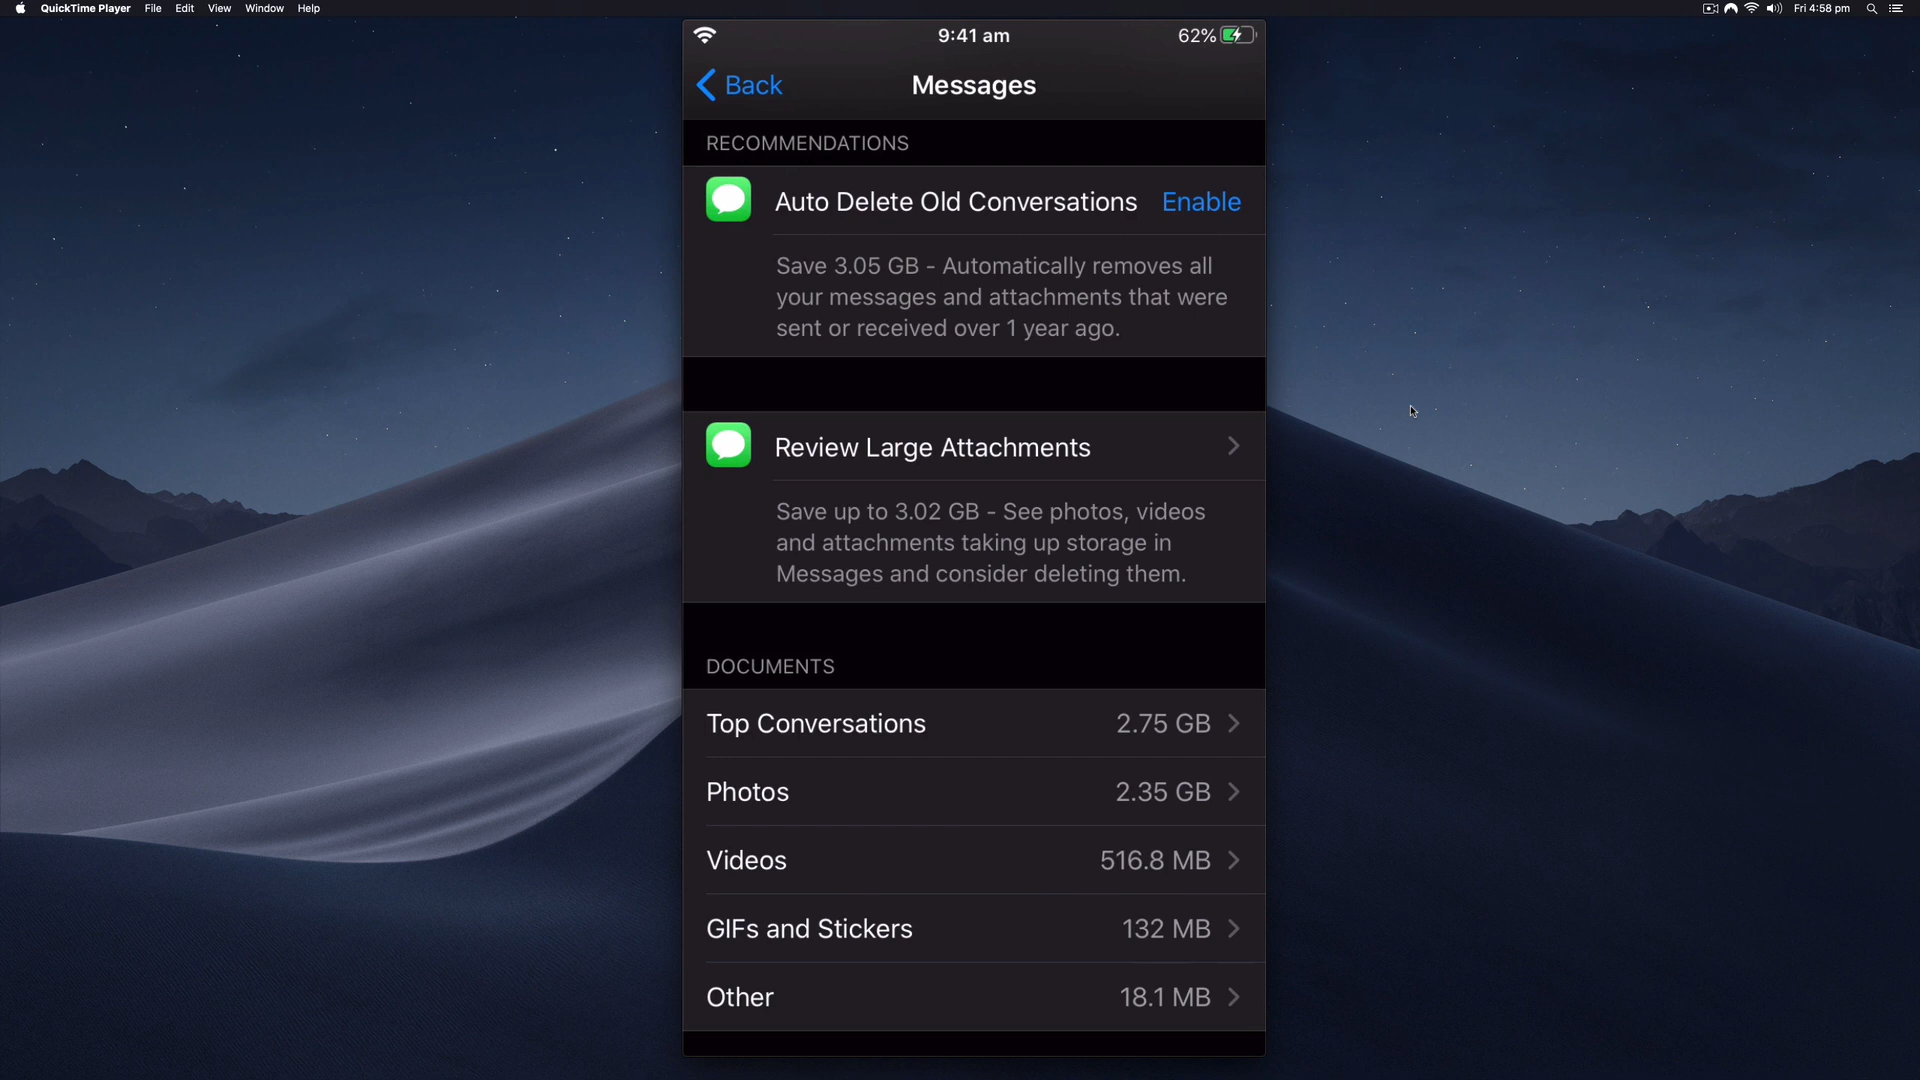 QuickTime Player File Edit View Window Help Fri 4:58 pm
9:41 am 62%
Back Messages
RECOMMENDATIONS
Auto Delete Old Conversations Enable
Save 3.05 GB - Automatically removes all
your messages and attachments that were
sent or received over 1 year ago.
Review Large Attachments
Save up to 3.02 GB - See photos, videos
and attachments taking up storage in
Messages and consider deleting them.
DOCUMENTS
Top Conversations 2.75 GB
Photos 2.35 GB
Videos 516.8 MB
GIFs and Stickers 132 MB
Other 18.1 MB